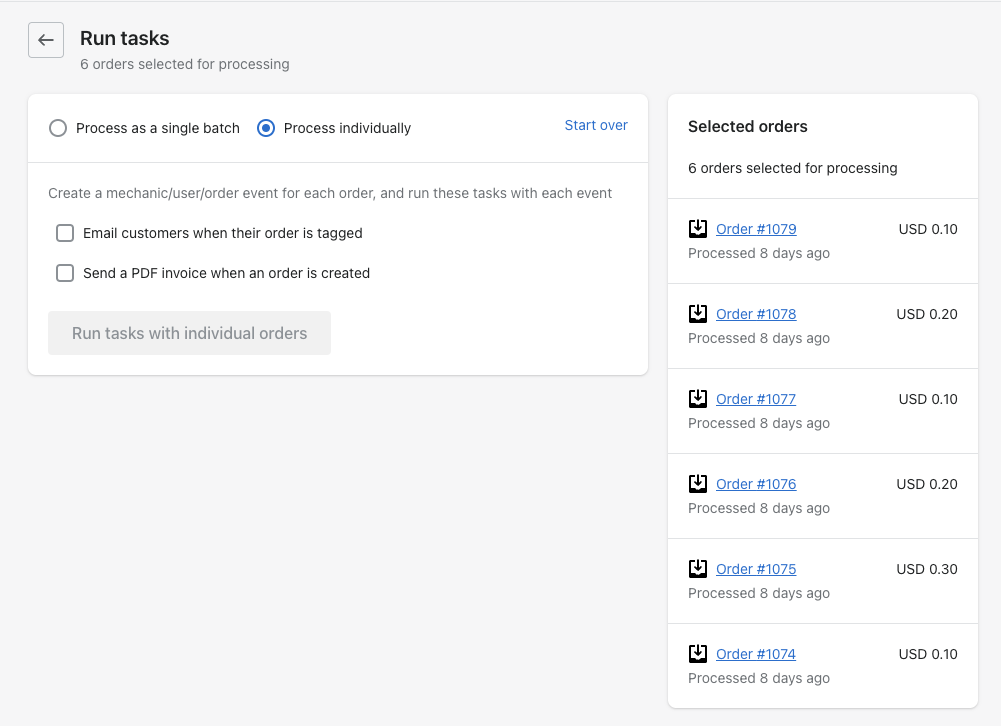 Run tasks
6 orders selected for processing
Process as a single batch
Process individually
Start over
Create a mechanic/user/order event for each order, and run these tasks with each event
Email customers when their order is tagged
Send a PDF invoice when an order is created
Run tasks with individual orders
Selected orders
6 orders selected for processing
Order #1079 USD 0.10
Processed 8 days ago
Order #1078 USD 0.20
Processed 8 days ago
Order #1077 USD 0.10
Processed 8 days ago
Order #1076 USD 0.20
Processed 8 days ago
Order #1075 USD 0.30
Processed 8 days ago
Order #1074 USD 0.10
Processed 8 days ago